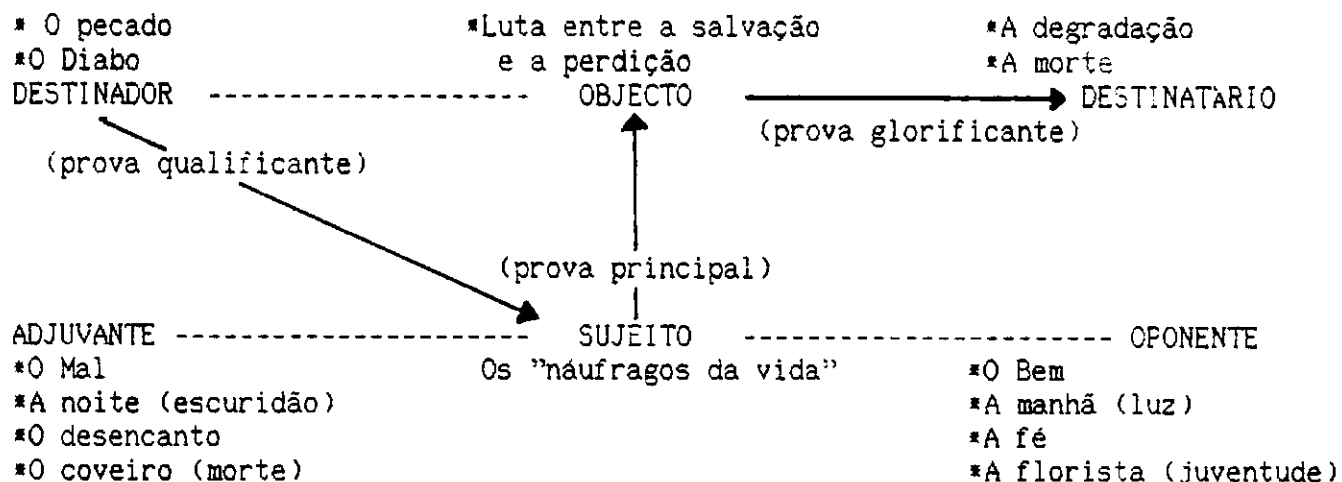 * O pecado *Luta entre a salvação *A degradação
*O Diabo e a perdição *A morte
DESTINADOR -------------------- OBJECTO DESTINATÀRIO
(prova glorificante)
(prova qualificante)
(prova principal)
ADJUVANTE ---------------------- SUJEITO ---------------------- OPONENTE
*O Mal Os "náufragos da vida" *O Bem
*A noite (escuridão) *A manhã (luz)
*O desencanto *A fé
*O coveiro (morte) *A florista (juventude)